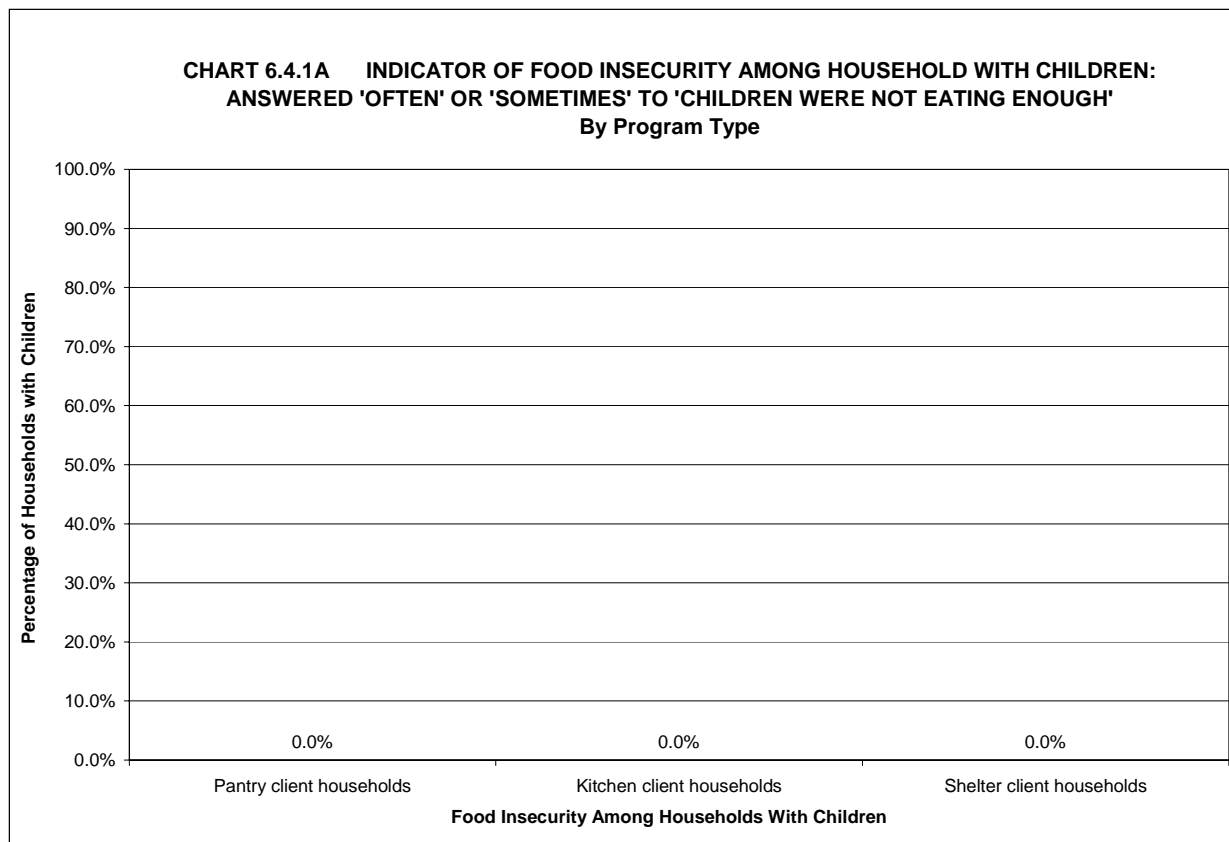 CHART 6.4.1A INDICATOR OF FOOD INSECURITY AMONG HOUSEHOLD WITH CHILDREN:
ANSWERED 'OFTEN' OR 'SOMETIMES' TO 'CHILDREN WERE NOT EATING ENOUGH'
By Program Type
Percentage of Households with Children
100.0%
90.0%
80.0%
70.0%
60.0%
50.0%
40.0%
30.0%
20.0%
10.0%
0.0%
0.0% 0.0% 0.0%
Pantry client households Kitchen client households Shelter client households
Food Insecurity Among Households With Children